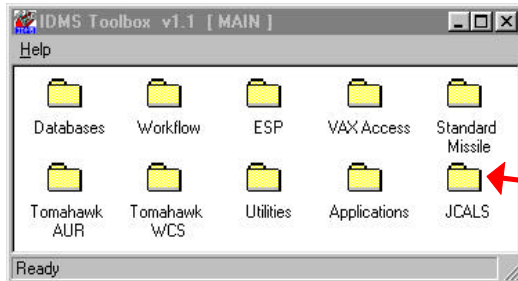 IDMS Toolbox v1.1 [ MAIN ]
Help
Databases Workflow ESP VAX Access Standard
Missile
Tomahawk Tomahawk Utilities Applications JCALS
AUR WCS
Ready